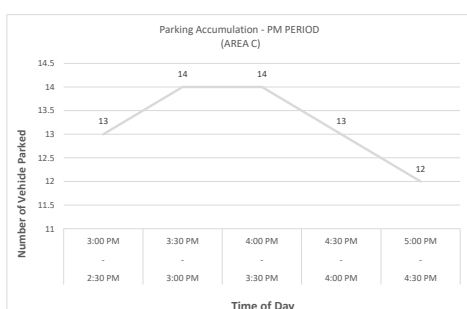 Parking Accumulation - PM PERIOD
(AREA C)
Number of Vehicle Parked
14.5
14
13.5
13
12.5
12
11.5
11
13
14
14
13
12
3:00 PM
-
2:30 PM
3:30 PM
-
3:00 PM
4:00 PM
-
3:30 PM
4:30 PM
-
4:00 PM
5:00 PM
-
4:30 PM
Time of Day